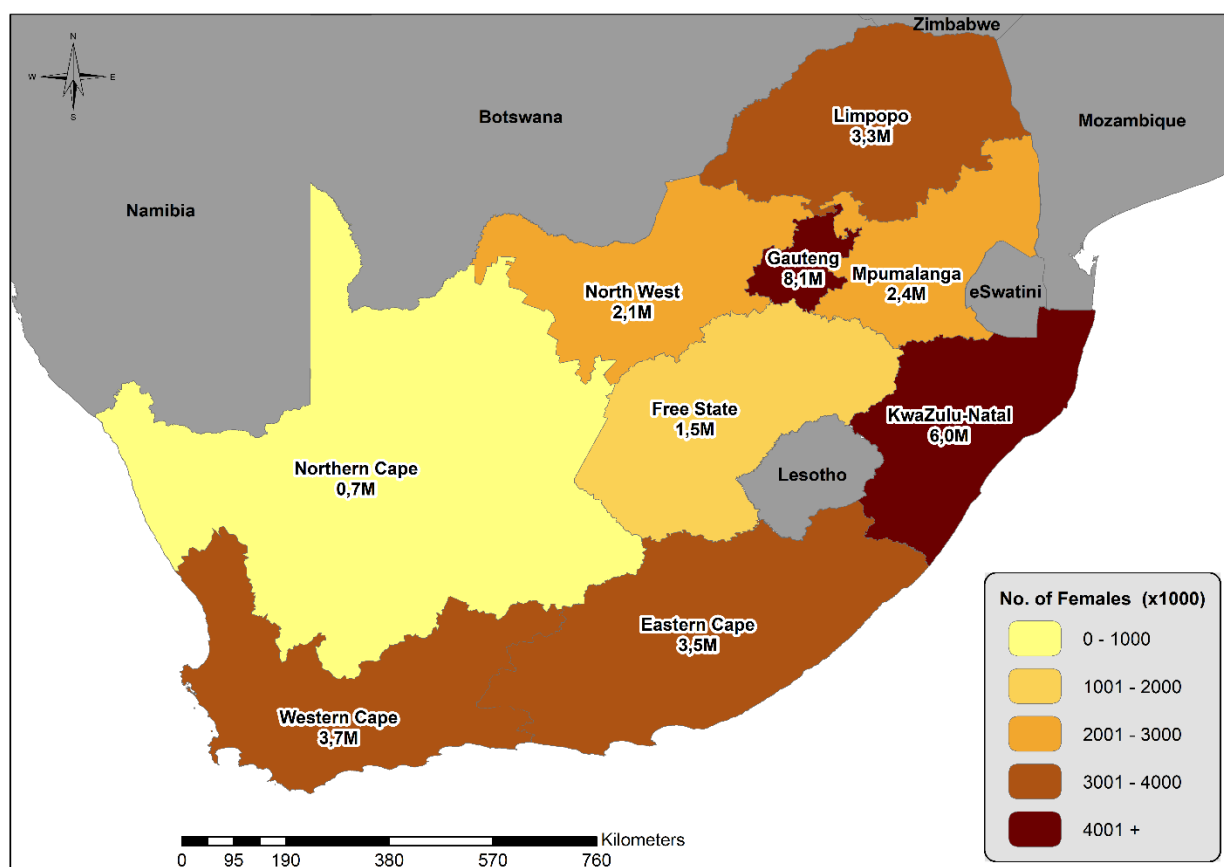 Zimbabwe
N
W E
S
Botswana
Limpopo
3,3M
Mozambique
Namibia
Gauteng
8,1M
Mpumalanga
2,4M
eSwatini
North West
2,1M
Free State
1,5M
KwaZulu-Natal
6,0M
Northern Cape
0,7M
Lesotho
Eastern Cape
3,5M
Western Cape
3,7M
No. of Females (x1000)
0 - 1000
1001 - 2000
2001 - 3000
3001 - 4000
4001 +
Kilometers
0 95 190 380 570 760